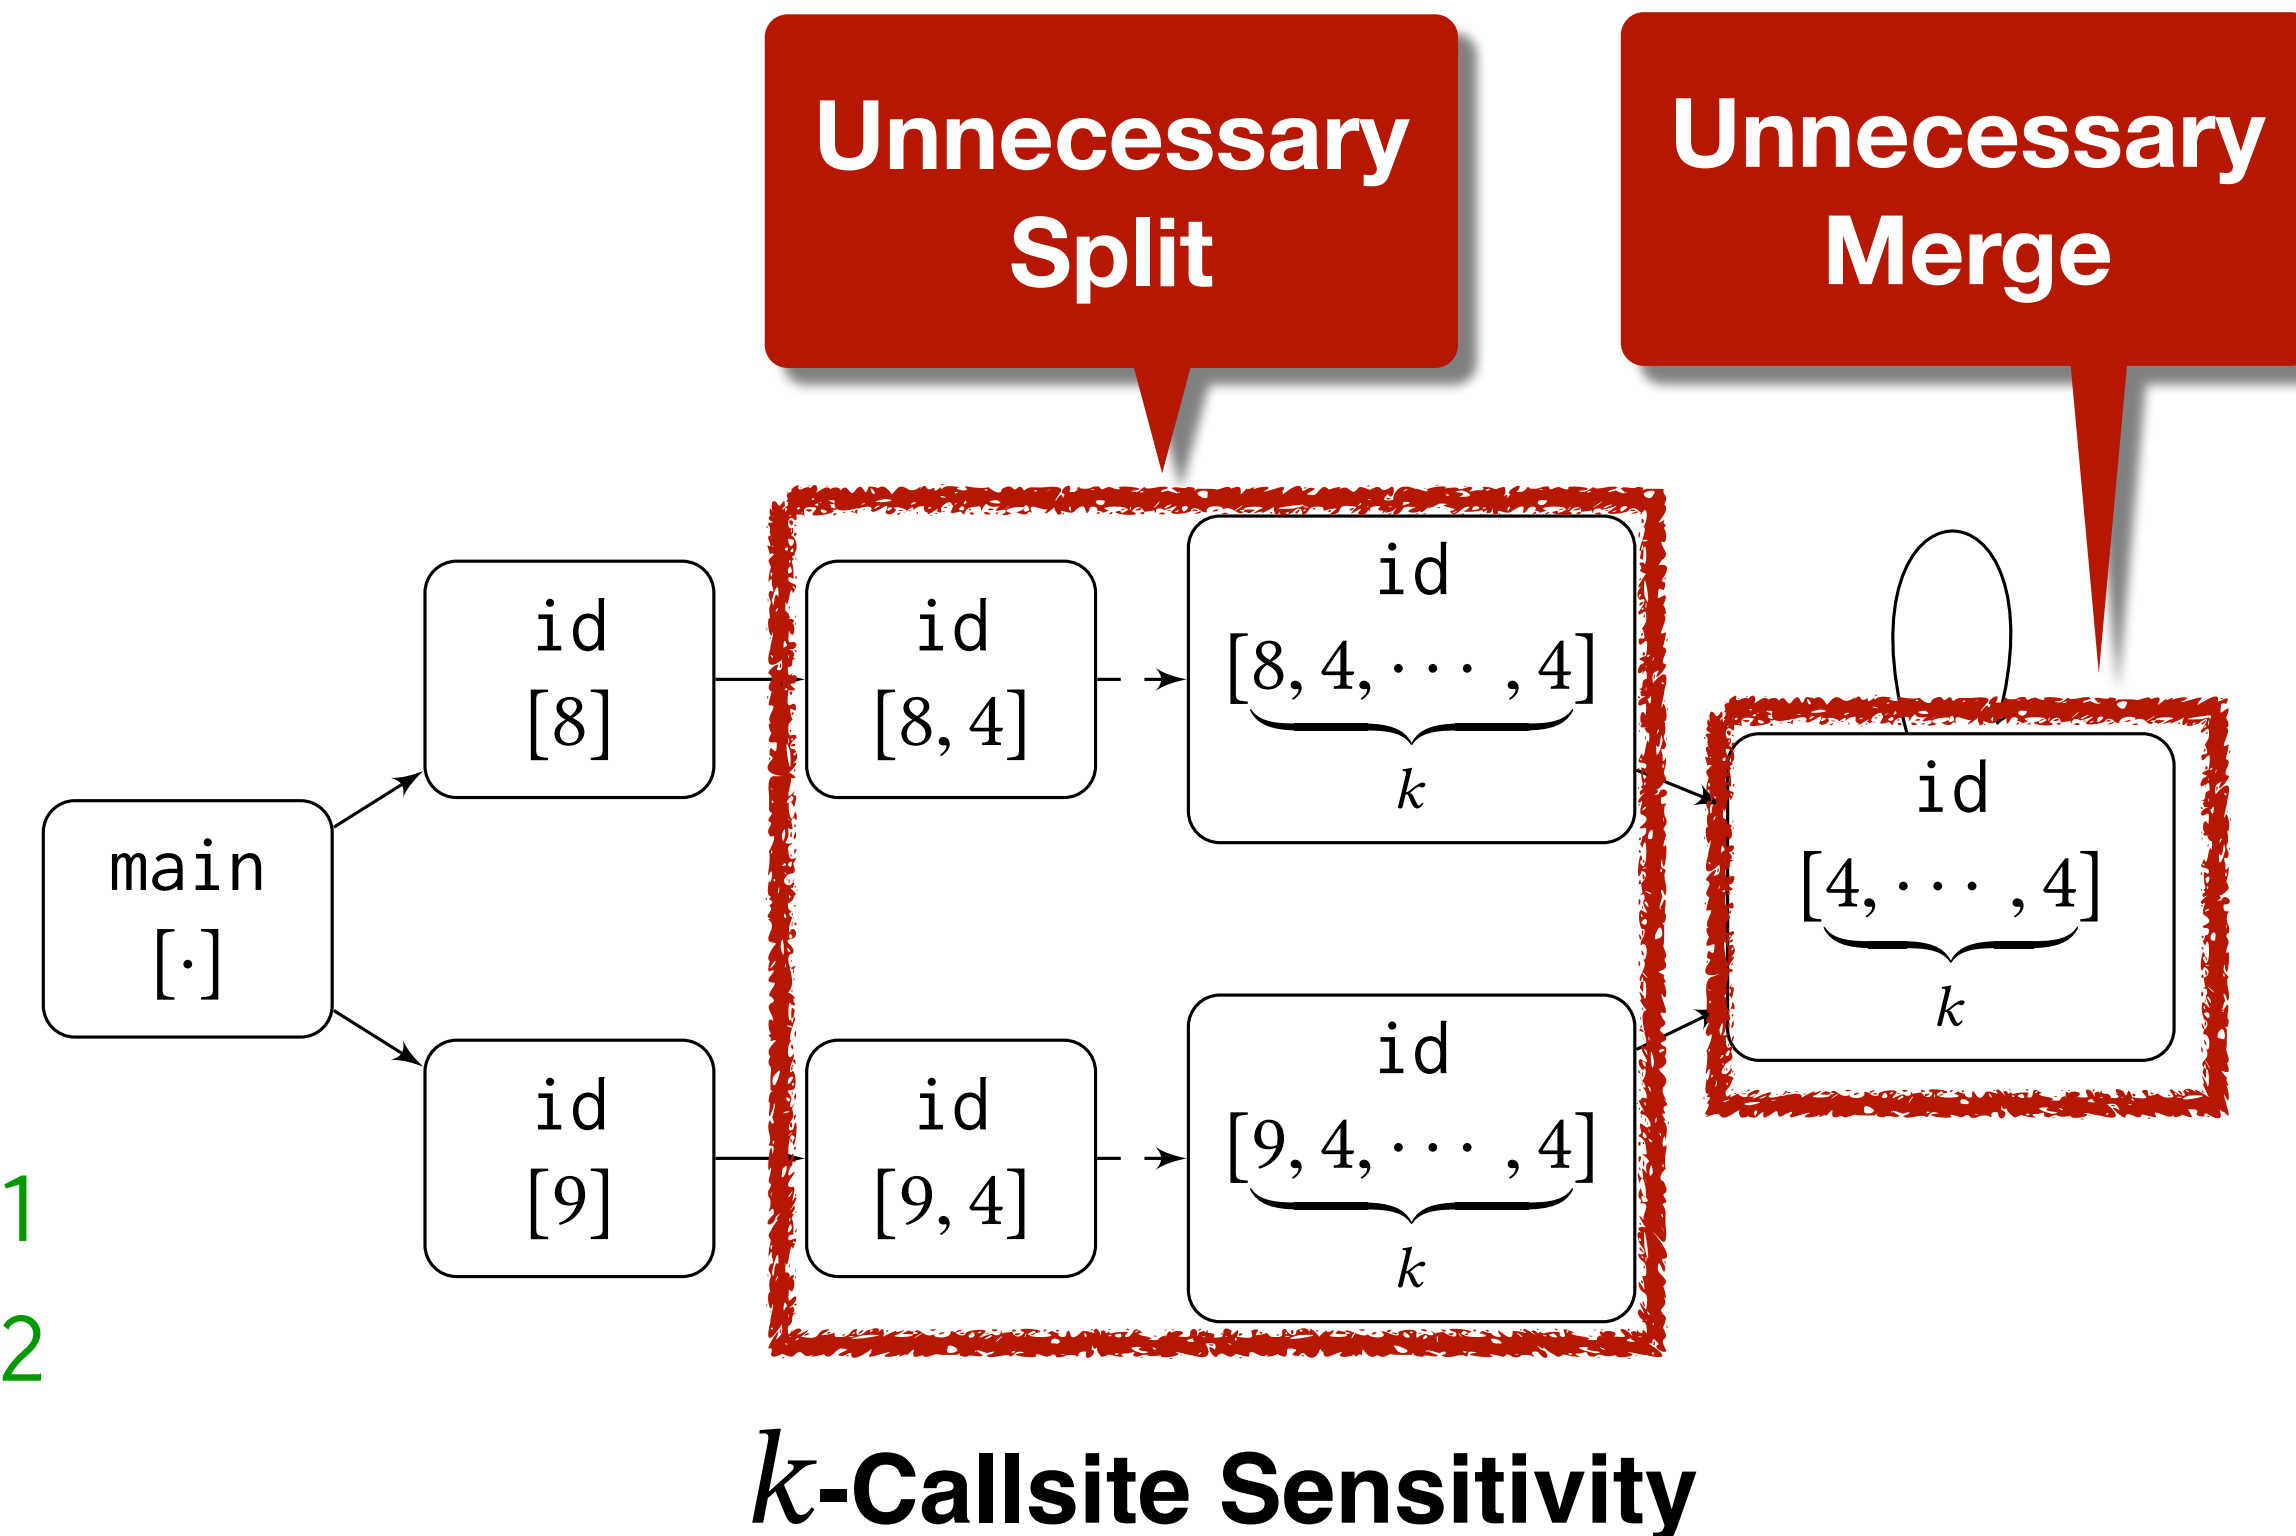 Unnecessary
Split
Unnecessary
Merge
id
[8]
id
[8, 4]
id
[8, 4, · · · , 4]
k
main
[·]
id
[4, · · · , 4]
k
id
[9]
id
[9, 4]
id
[9, 4, · · · , 4]
k
1
2
k-Callsite Sensitivity